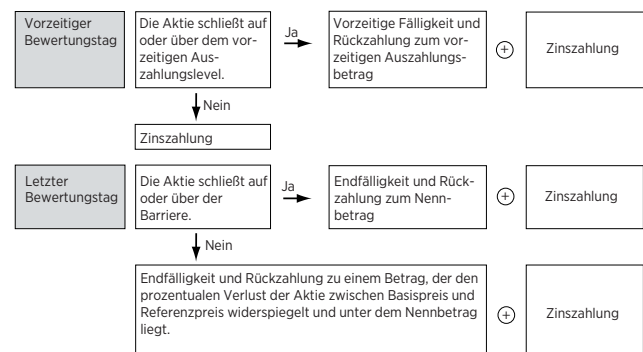 Vorzeitiger
Bewertungstag
Die Aktie schließt auf
oder über dem vor-
zeitigen Aus-
zahlungslevel.
Ja
Vorzeitige Fälligkeit und
Rückzahlung zum vor-
zeitigen Auszahlungs-
betrag
+
Zinszahlung
Nein
Zinszahlung
Letzter
Bewertungstag
Die Aktie schließt auf
oder über der
Barriere.
Ja
Endfälligkeit und Rück-
zahlung zum Nenn-
betrag
+
Zinszahlung
Nein
Endfälligkeit und Rückzahlung zu einem Betrag, der den
prozentualen Verlust der Aktie zwischen Basispreis und
Referenzpreis widerspiegelt und unter dem Nennbetrag
liegt.
+
Zinszahlung